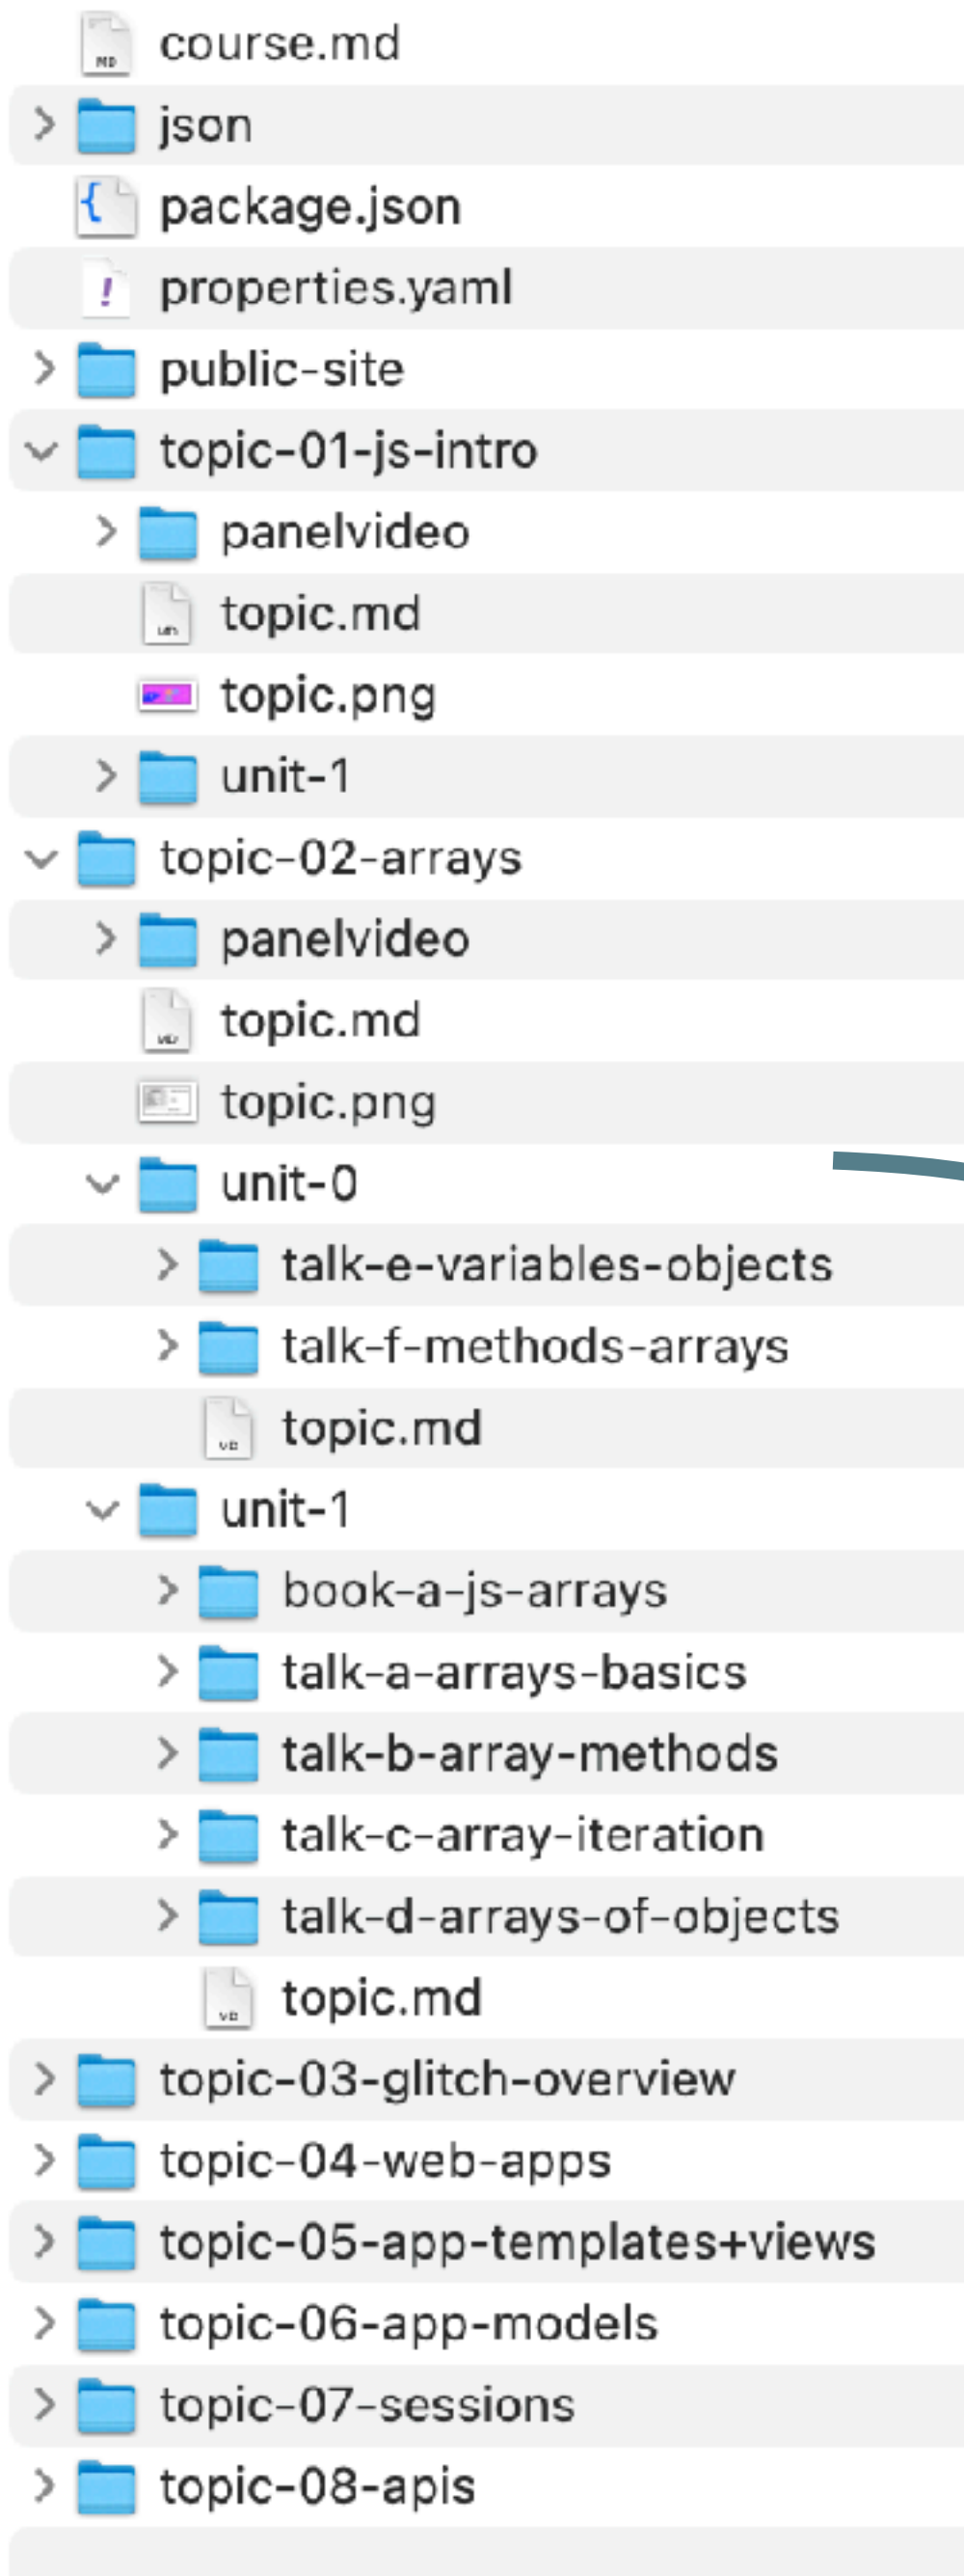 course.md
json
package.json
properties.yaml
public-site
topic-01-js-intro
panelvideo
topic.md
topic.png
unit-1
topic-02-arrays
panelvideo
topic.md
topic.png
unit-0
talk-e-variables-objects
talk-f-methods-arrays
topic.md
unit-1
book-a-js-arrays
talk-a-arrays-basics
talk-b-array-methods
talk-c-array-iteration
talk-d-arrays-of-objects
topic.md
topic-03-glitch-overview
topic-04-web-apps
topic-05-app-templates+views
topic-06-app-models
topic-07-sessions
topic-08-apis